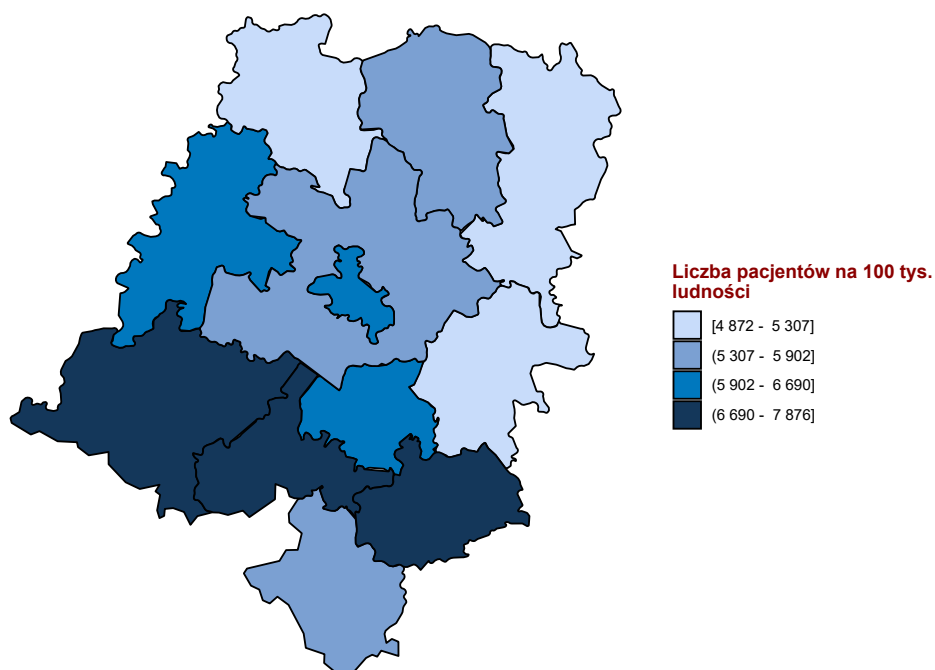 Liczba pacjentów na 100 tys.
ludności
[4 872 - 5 307]
(5 307 - 5 902]
(5 902 - 6 690]
(6 690 - 7 876]